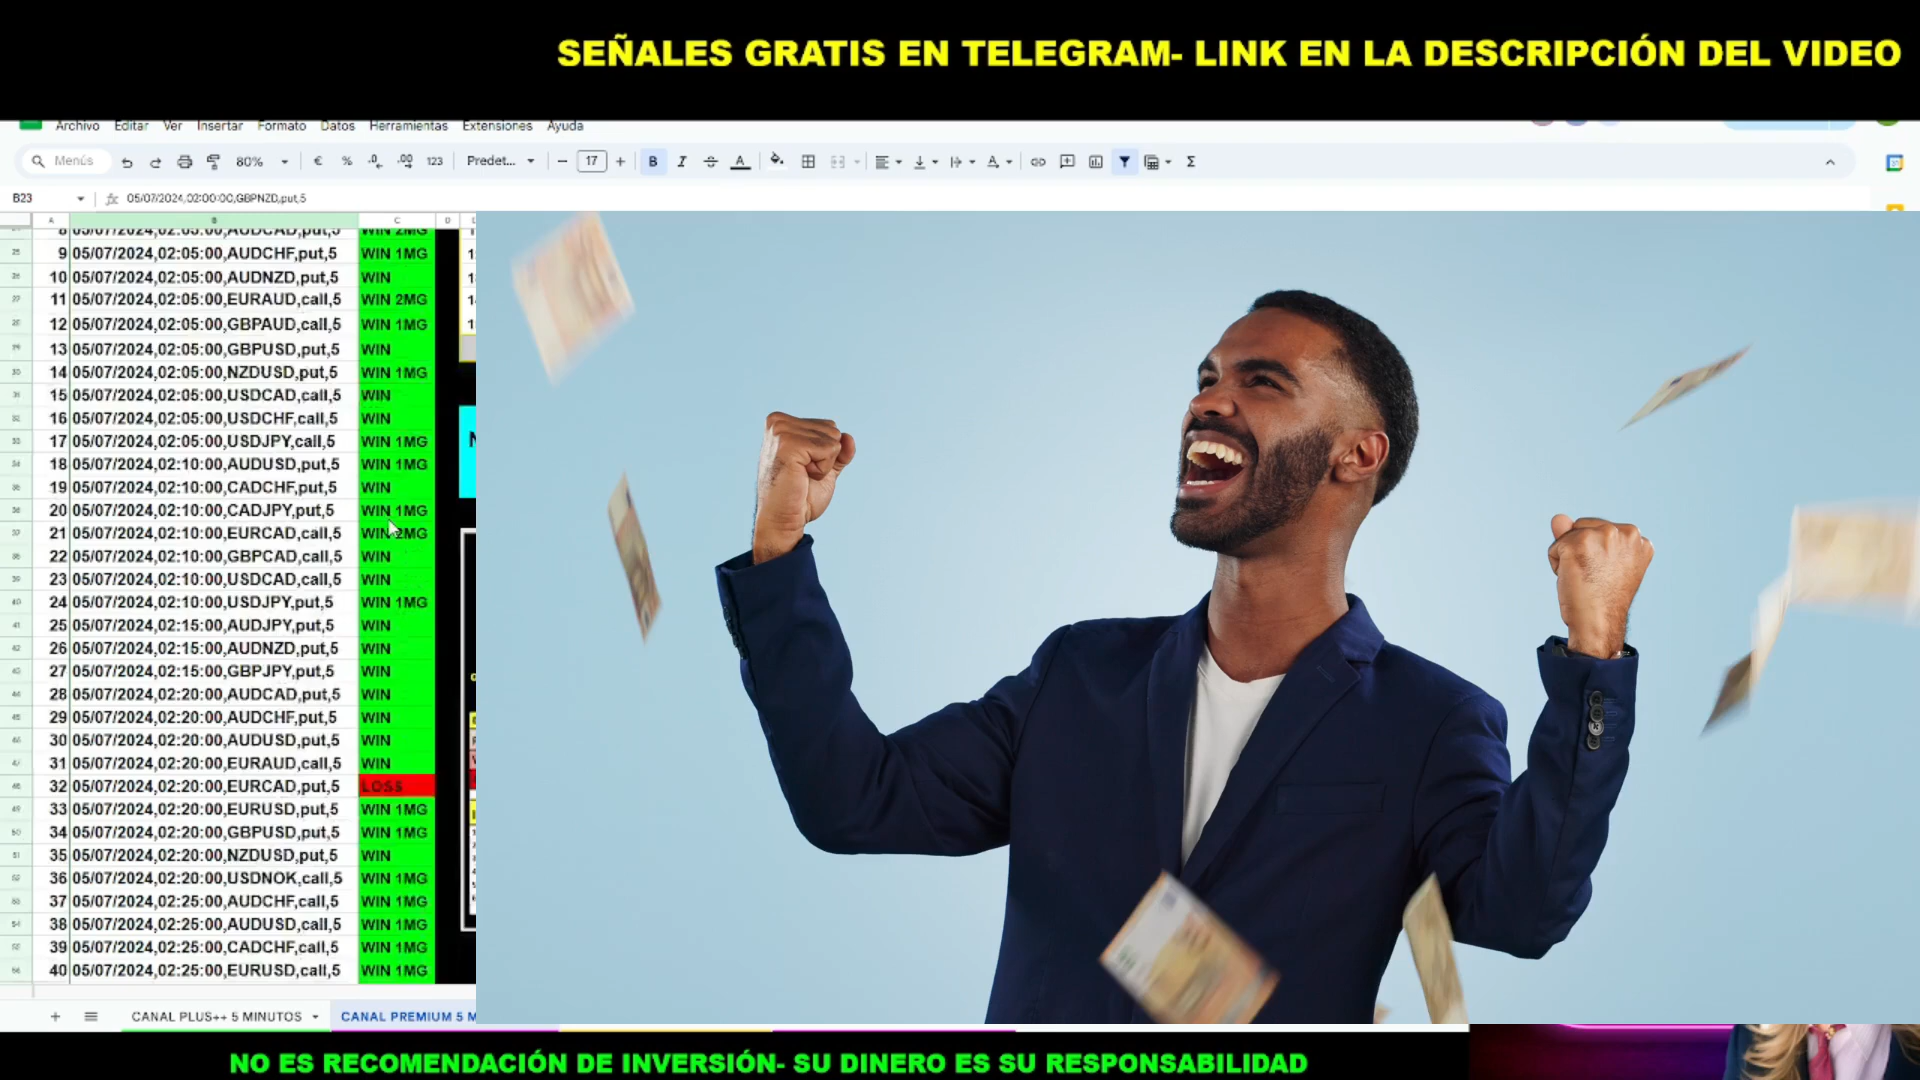 SEÑALES GRATIS EN TELEGRAM- LINK EN LA DESCRIPCIÓN DEL VIDEO
Archivo Editar Ver Insertar Formato Datos Herramientas Extensiones Ayuda
Menús 80% € % .0 .00 123 Predet... 17 B I A Σ
B23 fx 05/07/2024,02:00:00,GBPNZD,put,5
A B C D
8 05/07/2024,02:05:00,AUDCAD,put,5 WIN 2MG
9 05/07/2024,02:05:00,AUDCHF,put,5 WIN 1MG
10 05/07/2024,02:05:00,AUDNZD,put,5 WIN
11 05/07/2024,02:05:00,EURAUD,call,5 WIN 2MG
12 05/07/2024,02:05:00,GBPAUD,call,5 WIN 1MG
13 05/07/2024,02:05:00,GBPUSD,put,5 WIN
14 05/07/2024,02:05:00,NZDUSD,put,5 WIN 1MG
15 05/07/2024,02:05:00,USDCAD,call,5 WIN
16 05/07/2024,02:05:00,USDCHF,call,5 WIN
17 05/07/2024,02:05:00,USDJPY,call,5 WIN 1MG
18 05/07/2024,02:10:00,AUDUSD,put,5 WIN 1MG
19 05/07/2024,02:10:00,CADCHF,put,5 WIN
20 05/07/2024,02:10:00,CADJPY,put,5 WIN 1MG
21 05/07/2024,02:10:00,EURCAD,call,5 WIN 2MG
22 05/07/2024,02:10:00,GBPCAD,call,5 WIN
23 05/07/2024,02:10:00,USDCAD,call,5 WIN
24 05/07/2024,02:10:00,USDJPY,put,5 WIN 1MG
25 05/07/2024,02:15:00,AUDJPY,put,5 WIN
26 05/07/2024,02:15:00,AUDNZD,put,5 WIN
27 05/07/2024,02:15:00,GBPJPY,put,5 WIN
28 05/07/2024,02:20:00,AUDCAD,put,5 WIN
29 05/07/2024,02:20:00,AUDCHF,put,5 WIN
30 05/07/2024,02:20:00,AUDUSD,put,5 WIN
31 05/07/2024,02:20:00,EURAUD,call,5 WIN
32 05/07/2024,02:20:00,EURCAD,put,5 LOSS
33 05/07/2024,02:20:00,EURUSD,put,5 WIN 1MG
34 05/07/2024,02:20:00,GBPUSD,put,5 WIN 1MG
35 05/07/2024,02:20:00,NZDUSD,put,5 WIN
36 05/07/2024,02:20:00,USDNOK,call,5 WIN 1MG
37 05/07/2024,02:25:00,AUDCHF,call,5 WIN 1MG
38 05/07/2024,02:25:00,AUDUSD,call,5 WIN 1MG
39 05/07/2024,02:25:00,CADCHF,call,5 WIN 1MG
40 05/07/2024,02:25:00,EURUSD,call,5 WIN 1MG
CANAL PLUS++ 5 MINUTOS CANAL PREMIUM 5 M
NO ES RECOMENDACIÓN DE INVERSIÓN- SU DINERO ES SU RESPONSABILIDAD